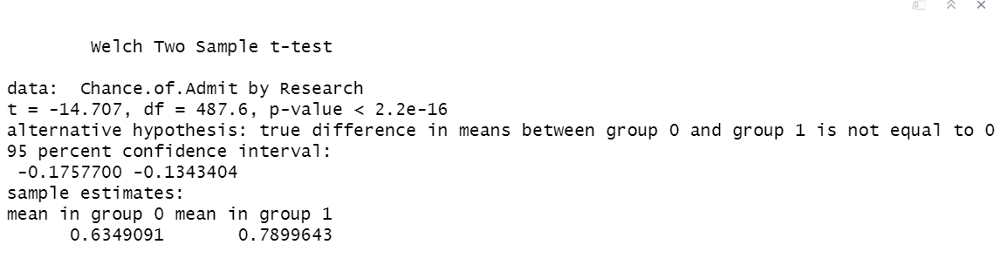 Welch Two Sample t-test
data:  Chance.of.Admit by Research
t = -14.707, df = 487.6, p-value < 2.2e-16
alternative hypothesis: true difference in means between group 0 and group 1 is not equal to 0
95 percent confidence interval:
-0.1757700 -0.1343404
sample estimates:
mean in group 0 mean in group 1
0.6349091       0.7899643